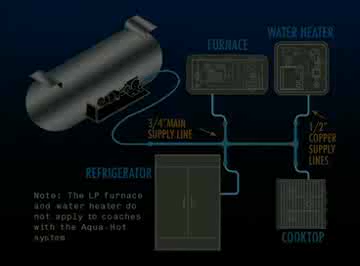 WATER HEATER
FURNACE
3/4" MAIN
SUPPLY LINE
1/2"
COPPER
SUPPLY
LINES
REFRIGERATOR
Note: The LP furnace
and water heater do
not apply to coaches
with the Aqua-Hot
system
COOKTOP